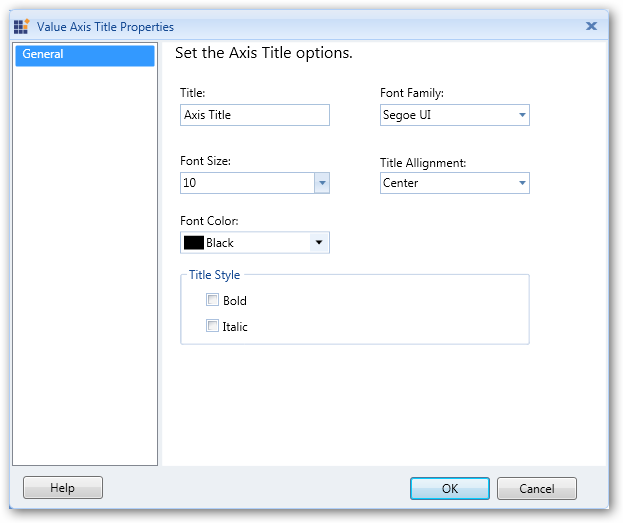 Value Axis Title Properties
General
Set the Axis Title options.
Title:
Font Family:
Axis Title
Segoe UI
Font Size:
Title Allignment:
10
Center
Font Color:
Black
Title Style
Bold
Italic
Help
OK
Cancel